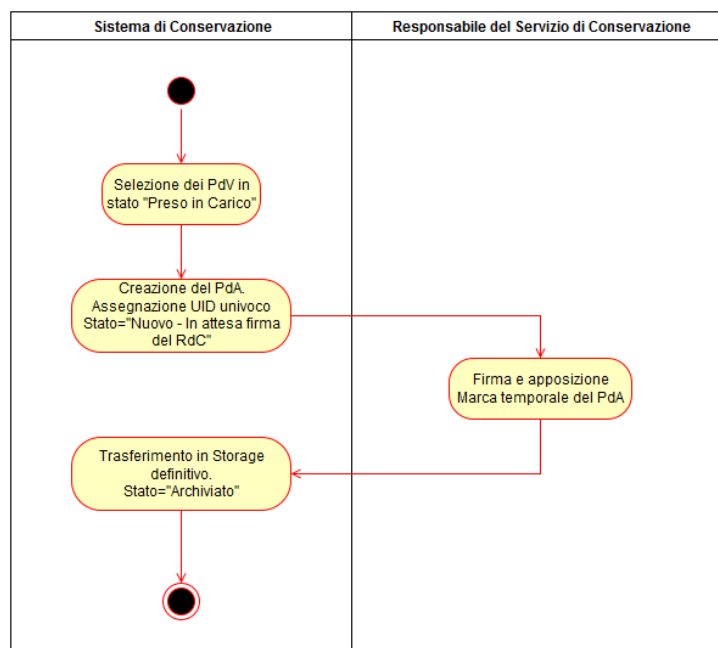 Sistema di Conservazione
Responsabile del Servizio di Conservazione
Selezione dei PdV in
stato "Preso in Carico"
Creazione del PdA.
Assegnazione UID univoco
Stato="Nuovo - In attesa firma
del RdC"
Firma e apposizione
Marca temporale del PdA
Trasferimento in Storage
definitivo.
Stato="Archiviato"